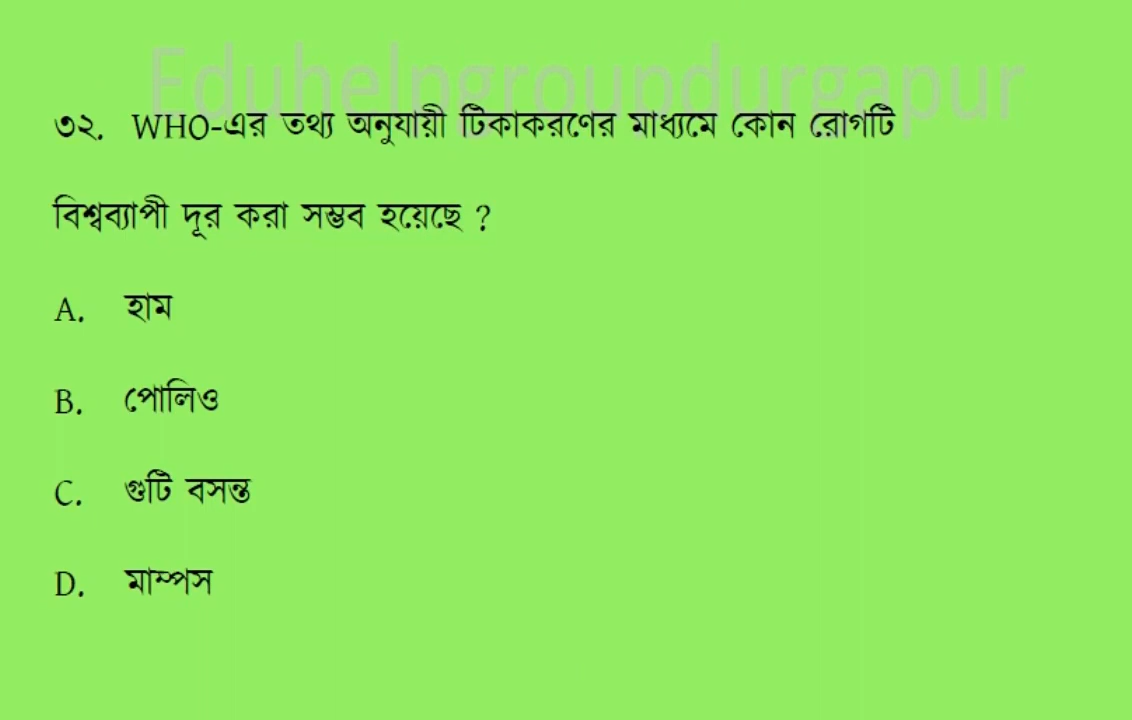 Eduhelpgroupdurgapur
৩২. WHO-এর তথ্য অনুযায়ী টিকাকরণের মাধ্যমে কোন রোগটি
বিশ্বব্যাপী দূর করা সম্ভব হয়েছে ?
A. হাম
B. পোলিও
C. গুটি বসন্ত
D. মাম্পস